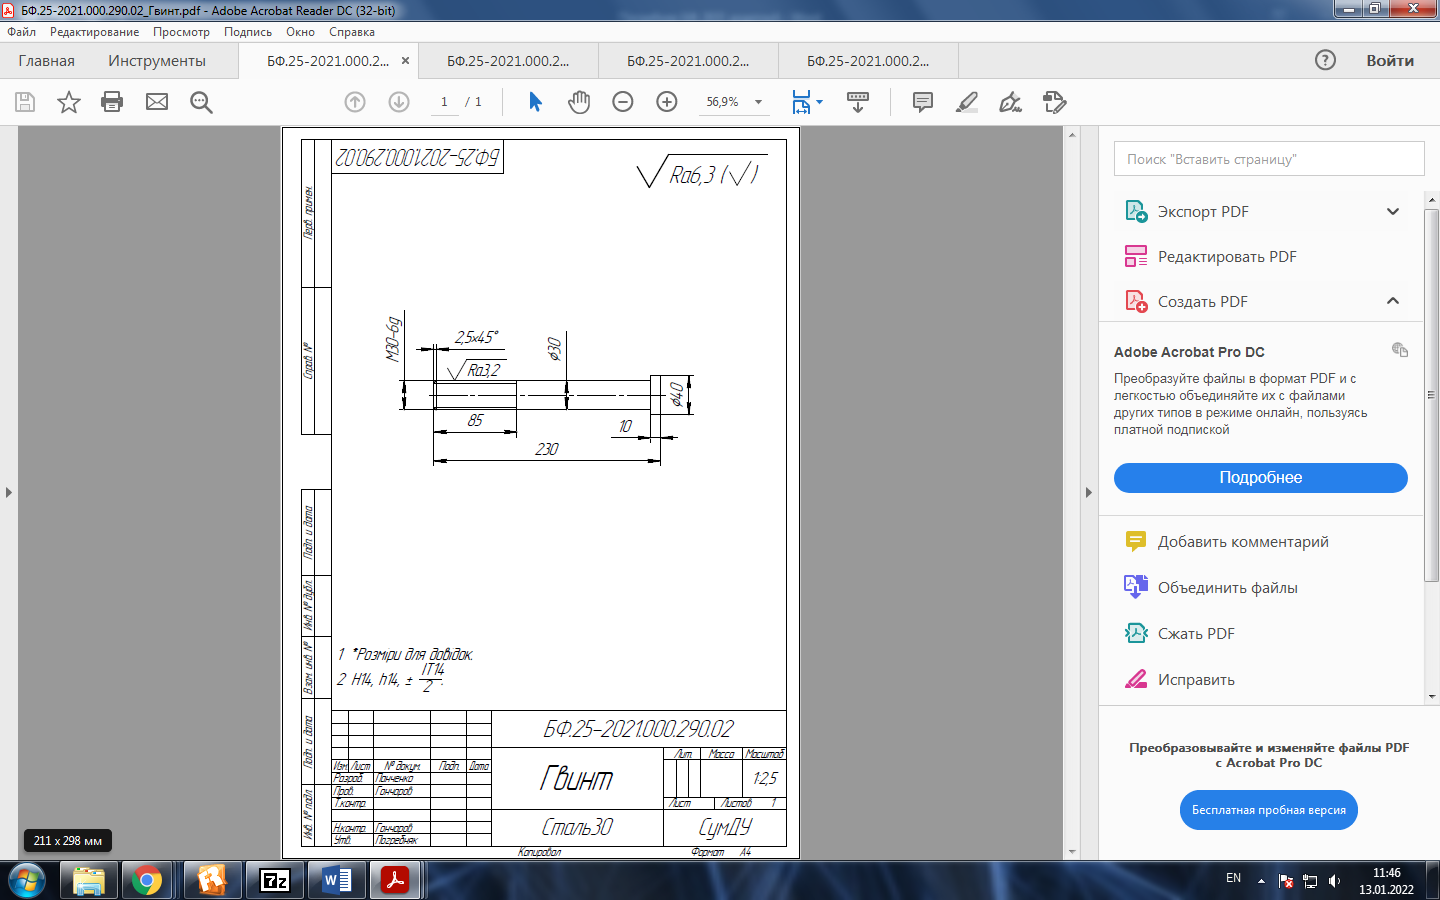 БФ.25-2021.000.290.02_Гвинт.pdf - Adobe Acrobat Reader DC (32-bit)
Файл Редактирование Просмотр Подпись Окно Справка
Главная Инструменты БФ.25-2021.000.2... × БФ.25-2021.000.2... БФ.25-2021.000.2... БФ.25-2021.000.2... Войти
1 / 1 56,9%
БФ.25-2021.000.290.02
Ra6,3 (√)
Перв. примен.
Справ. №
М30-6g
2,5x45°
Ra3,2
ф30
ф40
85
10
230
Подп. и дата
Инв. № дубл.
Взам. инв. №
Подп. и дата
Инв. № подл.
1 *Розміри для довідок.
2 H14, h14, ± IT14/2.
БФ.25-2021.000.290.02
Изм. Лист № докум. Подп. Дата
Разраб. Панченко
Пров. Гончаров
Т.контр.
Н.контр. Гончаров
Утв. Погребняк
Гвинт
Лит. Масса Масштаб
1:2,5
Лист Листов 1
Сталь30
СумДУ
Копировал Формат А4
211 x 298 мм
Поиск "Вставить страницу"
Экспорт PDF
Редактировать PDF
Создать PDF
Adobe Acrobat Pro DC
Преобразуйте файлы в формат PDF и с
легкостью объединяйте их с файлами
других типов в режиме онлайн, пользуясь
платной подпиской
Подробнее
Добавить комментарий
Объединить файлы
Сжать PDF
Исправить
Преобразовывайте и изменяйте файлы PDF
с Acrobat Pro DC
Бесплатная пробная версия
7z
EN
11:46
13.01.2022